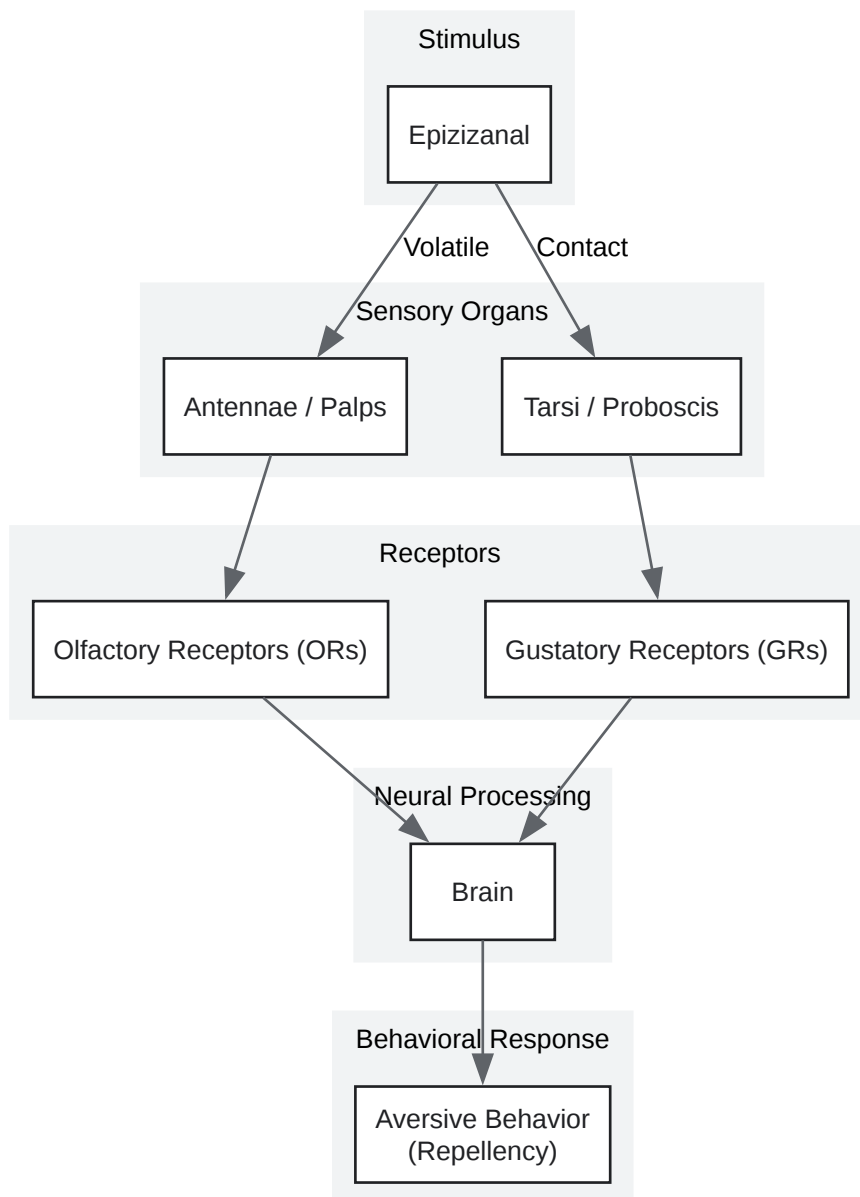 Stimulus
Epizizanal
Volatile
Contact
Sensory Organs
Antennae / Palps
Tarsi / Proboscis
Receptors
Olfactory Receptors (ORs)
Gustatory Receptors (GRs)
Neural Processing
Brain
Behavioral Response
Aversive Behavior
(Repellency)